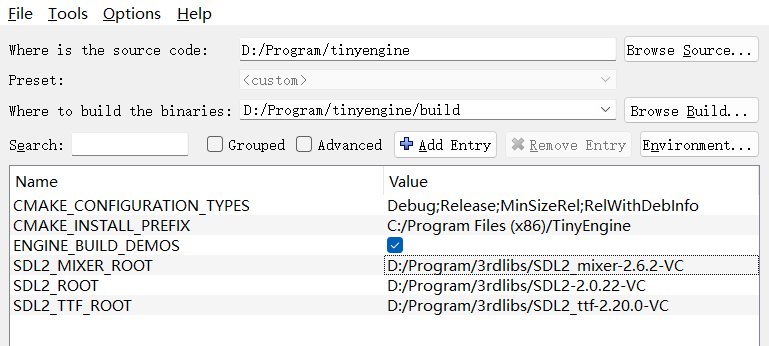 File Tools Options Help
Where is the source code: D:/Program/tinyengine Browse Source...
Preset: <custom>
Where to build the binaries: D:/Program/tinyengine/build Browse Build...
Search: Grouped Advanced Add Entry Remove Entry Environment...
Name Value
CMAKE_CONFIGURATION_TYPES Debug;Release;MinSizeRel;RelWithDebInfo
CMAKE_INSTALL_PREFIX C:/Program Files (x86)/TinyEngine
ENGINE_BUILD_DEMOS
SDL2_MIXER_ROOT D:/Program/3rdlibs/SDL2_mixer-2.6.2-VC
SDL2_ROOT D:/Program/3rdlibs/SDL2-2.0.22-VC
SDL2_TTF_ROOT D:/Program/3rdlibs/SDL2_ttf-2.20.0-VC